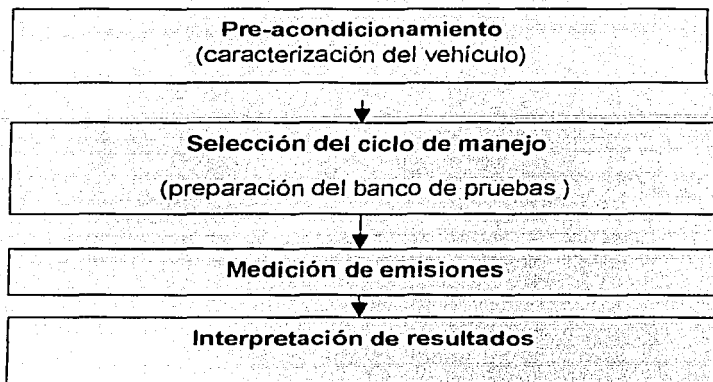 Pre-acondicionamiento
(caracterización del vehículo)
Selección del ciclo de manejo
(preparación del banco de pruebas )
Medición de emisiones
Interpretación de resultados